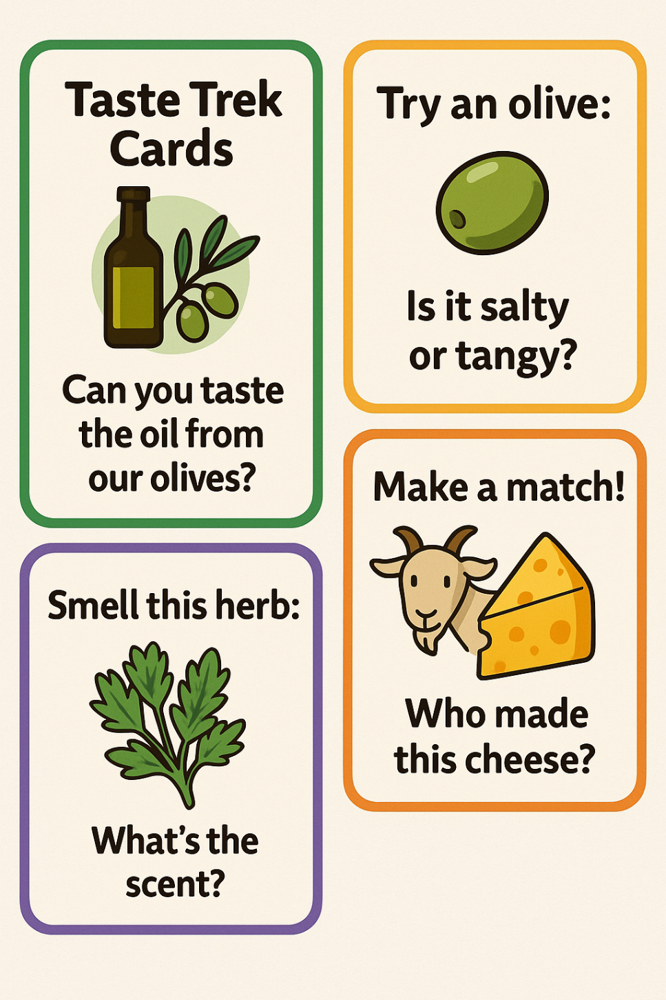 Taste Trek
Cards
Can you taste
the oil from
our olives?
Try an olive:
Is it salty
or tangy?
Smell this herb:
What’s the
scent?
Make a match!
Who made
this cheese?